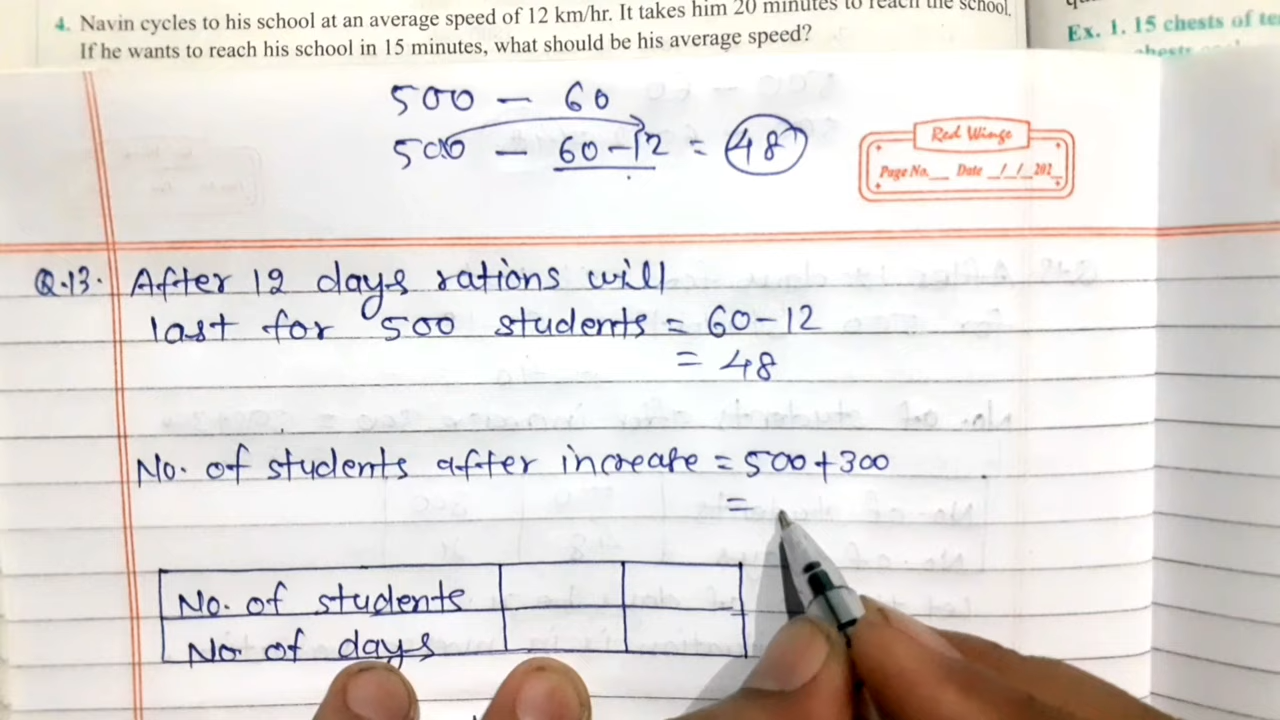 4. Navin cycles to his school at an average speed of 12 km/hr. It takes him 20 minutes to reach the school.
If he wants to reach his school in 15 minutes, what should be his average speed?
Ex. 1. 15 chests of
500 - 60
500 - 60-12 = 48
Red Wings
Page No.__ Date _/_/_202_
Q.13. After 12 days rations will
last for 500 students = 60-12
= 48
No. of students after increase = 500+300
=
No. of students
No of days